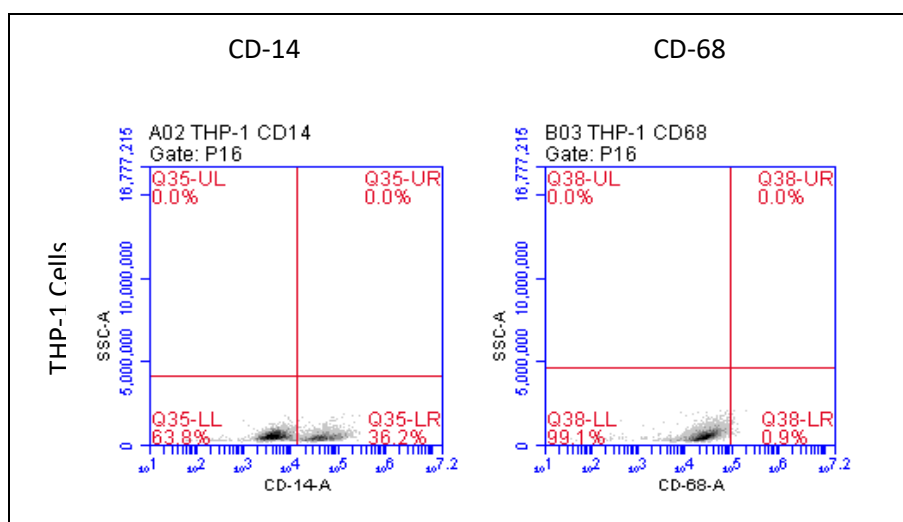 CD-14
CD-68
THP-1 Cells
A02 THP-1 CD14
Gate: P16
Q35-UL
0.0%
Q35-UR
0.0%
Q35-LL
63.8%
Q35-LR
36.2%
SSC-A
16,777,215
10,000,000
5,000,000
0
10^1
10^2
10^3
10^4
10^5
10^6
10^7.2
CD-14-A
B03 THP-1 CD68
Gate: P16
Q38-UL
0.0%
Q38-UR
0.0%
Q38-LL
99.1%
Q38-LR
0.9%
SSC-A
16,777,215
10,000,000
5,000,000
0
10^1
10^2
10^3
10^4
10^5
10^6
10^7.2
CD-68-A